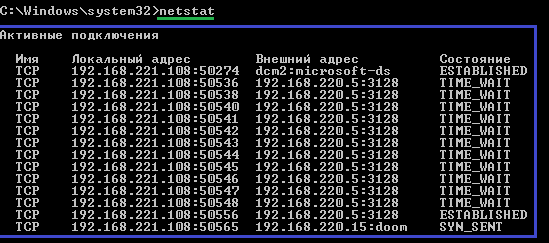 C:\Windows\system32>netstat
Активные подключения
Имя Локальный адрес Внешний адрес Состояние
TCP 192.168.221.108:50274 dcm2:microsoft-ds ESTABLISHED
TCP 192.168.221.108:50536 192.168.220.5:3128 TIME_WAIT
TCP 192.168.221.108:50538 192.168.220.5:3128 TIME_WAIT
TCP 192.168.221.108:50540 192.168.220.5:3128 TIME_WAIT
TCP 192.168.221.108:50541 192.168.220.5:3128 TIME_WAIT
TCP 192.168.221.108:50542 192.168.220.5:3128 TIME_WAIT
TCP 192.168.221.108:50543 192.168.220.5:3128 TIME_WAIT
TCP 192.168.221.108:50544 192.168.220.5:3128 TIME_WAIT
TCP 192.168.221.108:50545 192.168.220.5:3128 TIME_WAIT
TCP 192.168.221.108:50546 192.168.220.5:3128 TIME_WAIT
TCP 192.168.221.108:50547 192.168.220.5:3128 TIME_WAIT
TCP 192.168.221.108:50548 192.168.220.5:3128 TIME_WAIT
TCP 192.168.221.108:50556 192.168.220.5:3128 ESTABLISHED
TCP 192.168.221.108:50565 192.168.220.15:doom SYN_SENT